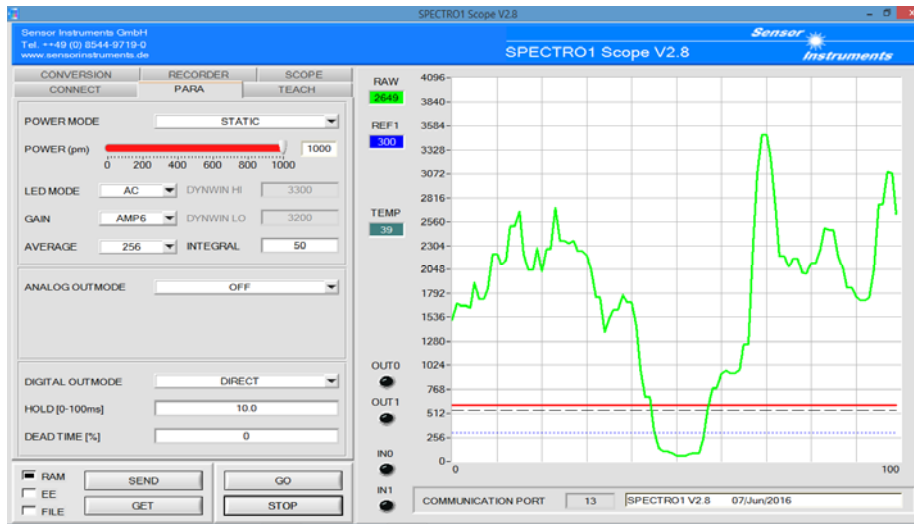 SPECTRO1 Scope V2.8
Sensor Instruments GmbH
Tel. ++49 (0) 8544-9719-0
www.sensorinstruments.de
SPECTRO1 Scope V2.8
Sensor
Instruments
CONVERSION RECORDER SCOPE
CONNECT PARA TEACH
POWER MODE STATIC
POWER (pm) 1000
0 200 400 600 800 1000
LED MODE AC DYNWIN HI 3300
GAIN AMP6 DYNWIN LO 3200
AVERAGE 256 INTEGRAL 50
ANALOG OUTMODE OFF
DIGITAL OUTMODE DIRECT
HOLD [0-100ms] 10.0
DEAD TIME [%] 0
RAM SEND GO
EE
FILE GET STOP
RAW
2649
REF1
300
TEMP
39
OUT0
OUT1
IN0
IN1
4096
3840
3584
3328
3072
2816
2560
2304
2048
1792
1536
1280
1024
768
512
256
0
0 100
COMMUNICATION PORT 13 SPECTRO1 V2.8 07/Jun/2016